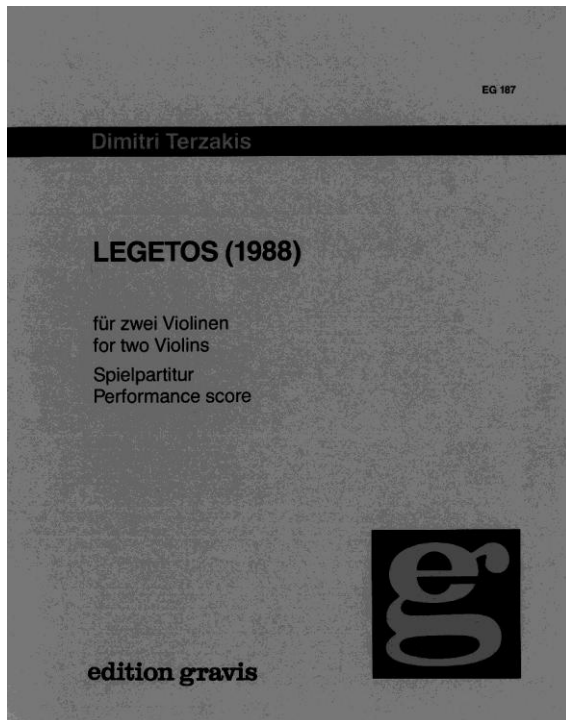 EG 187
Dimitri Terzakis
LEGETOS (1988)
für zwei Violinen
for two Violins
Spielpartitur
Performance score
eg
edition gravis